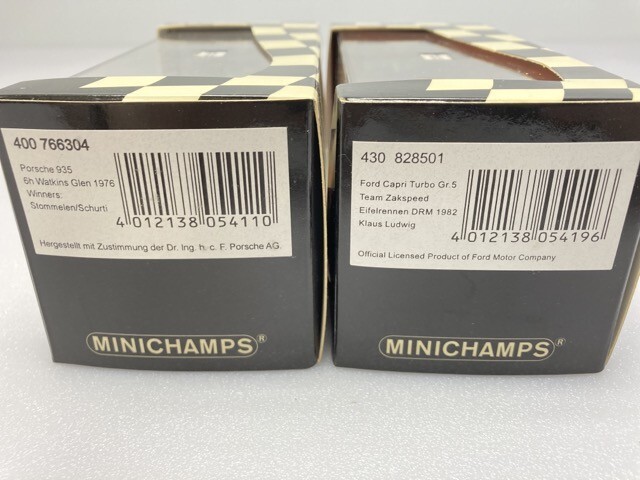 400 766304
Porsche 935
6h Watkins Glen 1976
Winners:
Stommelen/Schurti
4 012138 054110
Hergestellt mit Zustimmung der Dr. Ing. h. c. F. Porsche AG.
MINICHAMPS®
430 828501
Ford Capri Turbo Gr.5
Team Zakspeed
Eifelrennen DRM 1982
Klaus Ludwig
4 012138 054196
Official Licensed Product of Ford Motor Company
MINICHAMPS®